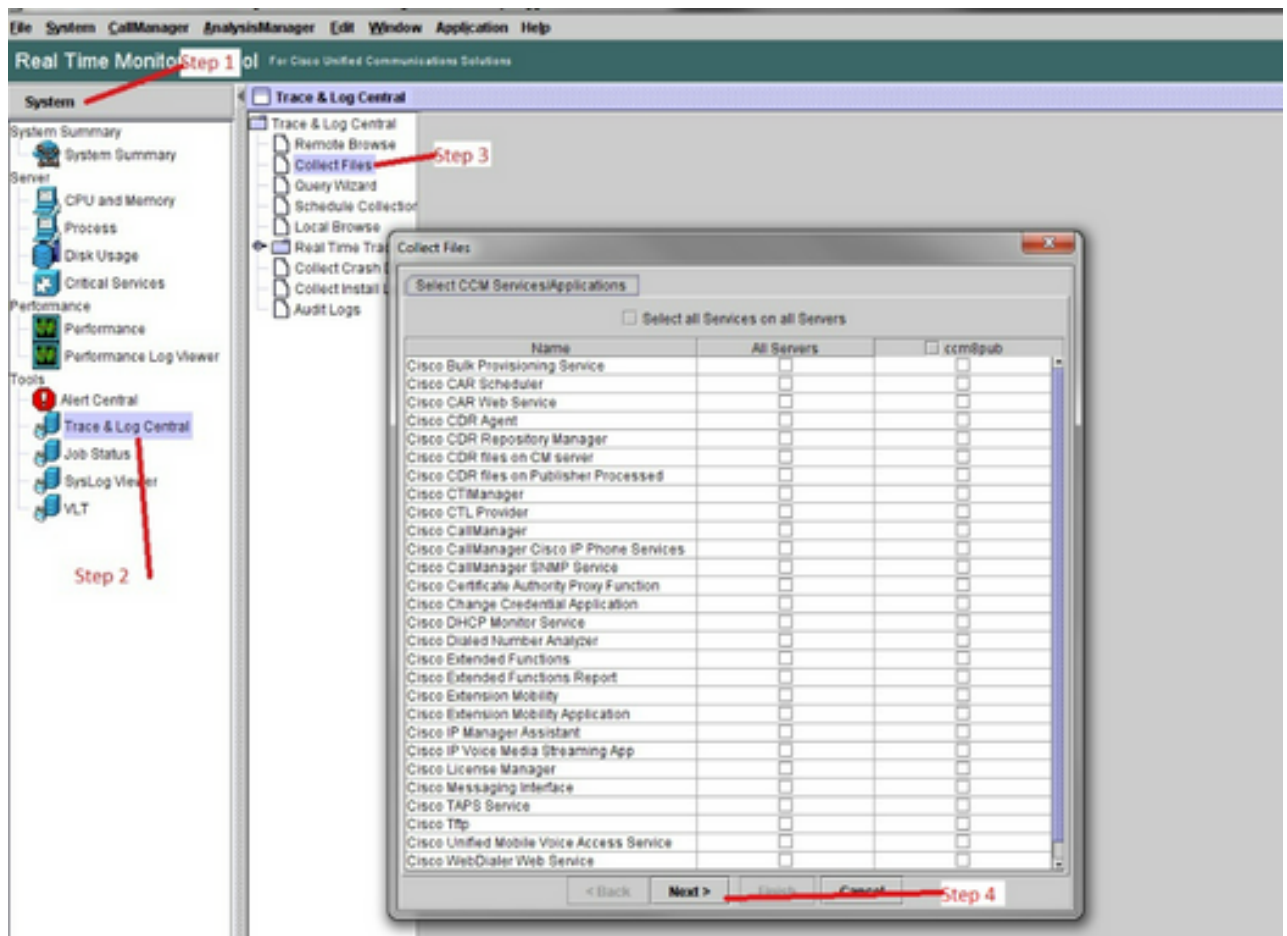 File System CallManager AnalysisManager Edit Window Application Help
Real Time Monito Step 1 ol For Cisco Unified Communications Solutions
System
System Summary
System Summary
Server
CPU and Memory
Process
Disk Usage
Critical Services
Performance
Performance
Performance Log Viewer
Tools
Alert Central
Trace & Log Central
Job Status
SysLog Viewer
VLT
Step 2
Trace & Log Central
Trace & Log Central
Remote Browse
Collect Files
Step 3
Query Wizard
Schedule Collection
Local Browse
Real Time Trac
Collect Crash
Collect Install
Audit Logs
Collect Files
Select CCM Services/Applications
Select all Services on all Servers
Name All Servers ccm8pub
Cisco Bulk Provisioning Service
Cisco CAR Scheduler
Cisco CAR Web Service
Cisco CDR Agent
Cisco CDR Repository Manager
Cisco CDR files on CM server
Cisco CDR files on Publisher Processed
Cisco CTIManager
Cisco CTL Provider
Cisco CallManager
Cisco CallManager Cisco IP Phone Services
Cisco CallManager SNMP Service
Cisco Certificate Authority Proxy Function
Cisco Change Credential Application
Cisco DHCP Monitor Service
Cisco Dialed Number Analyzer
Cisco Extended Functions
Cisco Extended Functions Report
Cisco Extension Mobility
Cisco Extension Mobility Application
Cisco IP Manager Assistant
Cisco IP Voice Media Streaming App
Cisco License Manager
Cisco Messaging Interface
Cisco TAPS Service
Cisco Tftp
Cisco Unified Mobile Voice Access Service
Cisco WebDialer Web Service
< Back Next > Finish Cancel Step 4